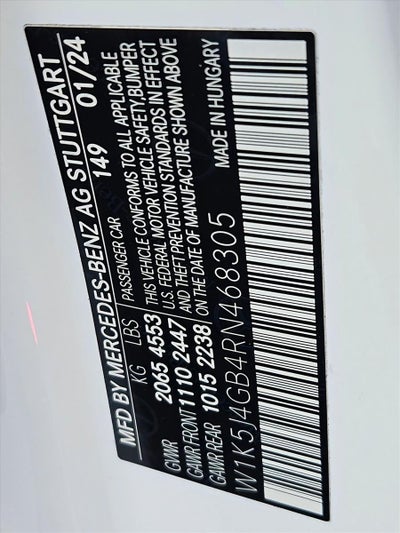 MFD BY MERCEDES-BENZ AG STUTTGART
149 01/24
KG LBS PASSENGER CAR
GVWR 2065 4553
GAWR FRONT 1110 2447
GAWR REAR 1015 2238
THIS VEHICLE CONFORMS TO ALL APPLICABLE
U.S. FEDERAL MOTOR VEHICLE SAFETY, BUMPER
AND THEFT PREVENTION STANDARDS IN EFFECT
ON THE DATE OF MANUFACTURE SHOWN ABOVE
W1K5J4GB4RN468305
MADE IN HUNGARY